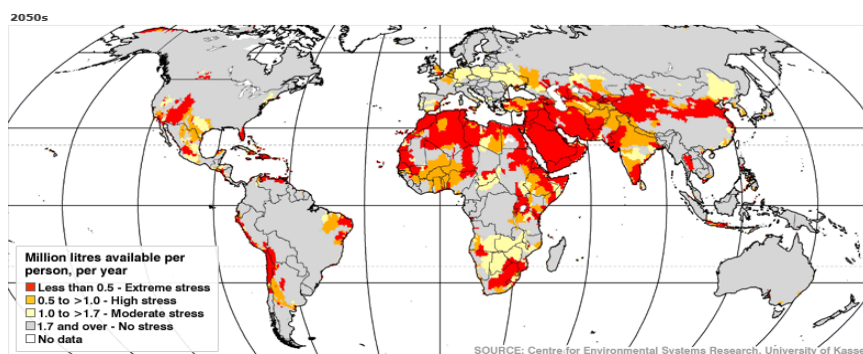 2050s
Million litres available per
person, per year
Less than 0.5 - Extreme stress
0.5 to >1.0 - High stress
1.0 to >1.7 - Moderate stress
1.7 and over - No stress
No data
SOURCE: Centre for Environmental Systems Research, University of Kasse